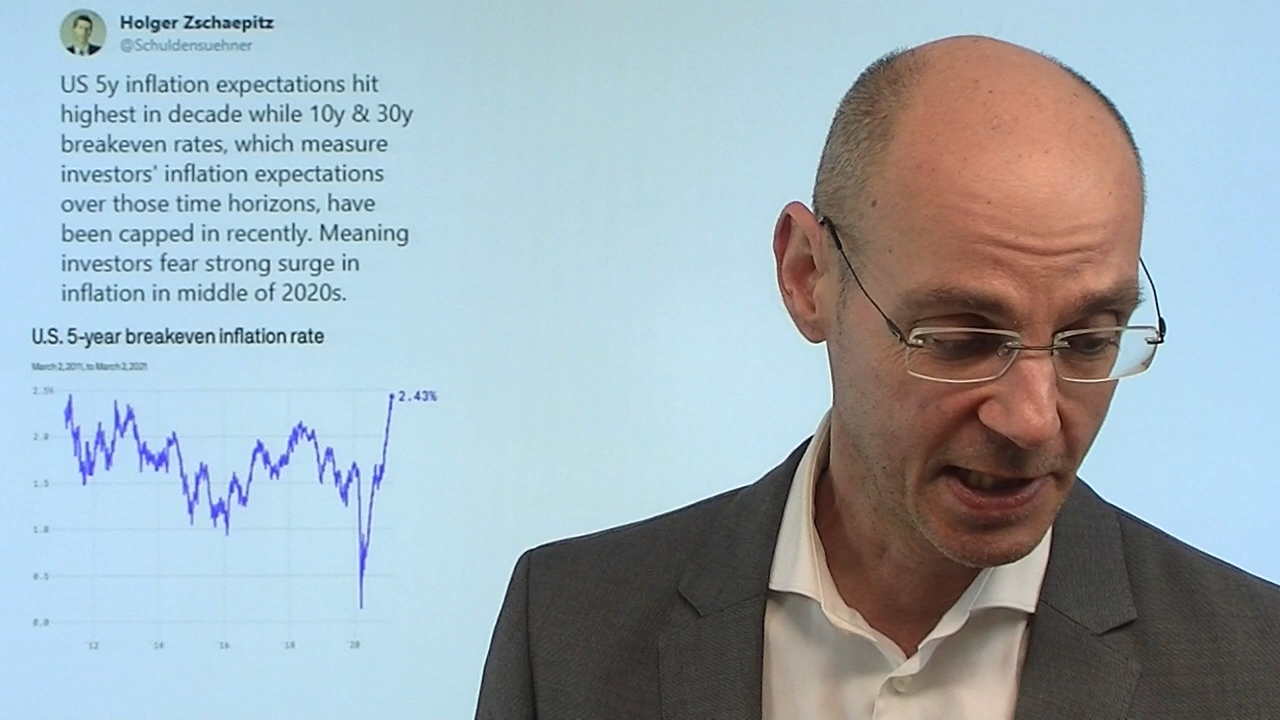 Holger Zschaepitz
@Schuldensuehner
US 5y inflation expectations hit
highest in decade while 10y & 30y
breakeven rates, which measure
investors' inflation expectations
over those time horizons, have
been capped in recently. Meaning
investors fear strong surge in
inflation in middle of 2020s.
U.S. 5-year breakeven inflation rate
March 2, 2011, to March 2, 2021
2.5%
2.43%
2.0
1.5
1.0
0.5
0.0
12 14 16 18 20